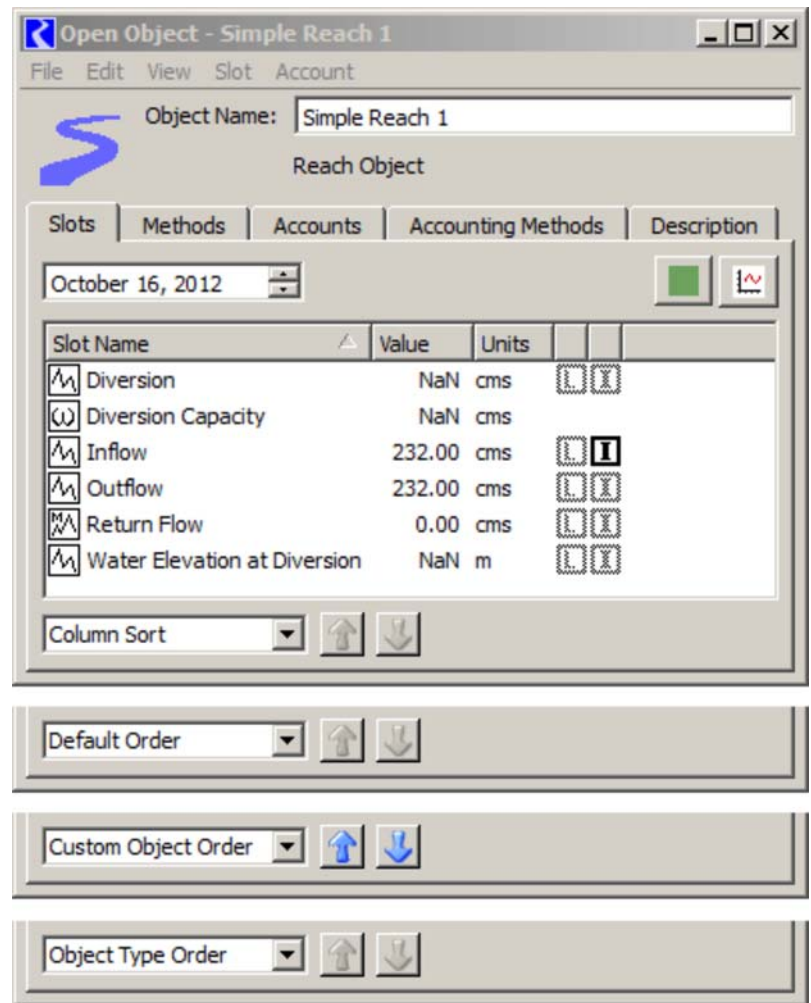 Open Object - Simple Reach 1
File Edit View Slot Account
Object Name: Simple Reach 1
Reach Object
Slots Methods Accounts Accounting Methods Description
October 16, 2012
Slot Name Value Units
Diversion NaN cms L I
Diversion Capacity NaN cms
Inflow 232.00 cms L I
Outflow 232.00 cms L I
Return Flow 0.00 cms L I
Water Elevation at Diversion NaN m L I
Column Sort
Default Order
Custom Object Order
Object Type Order